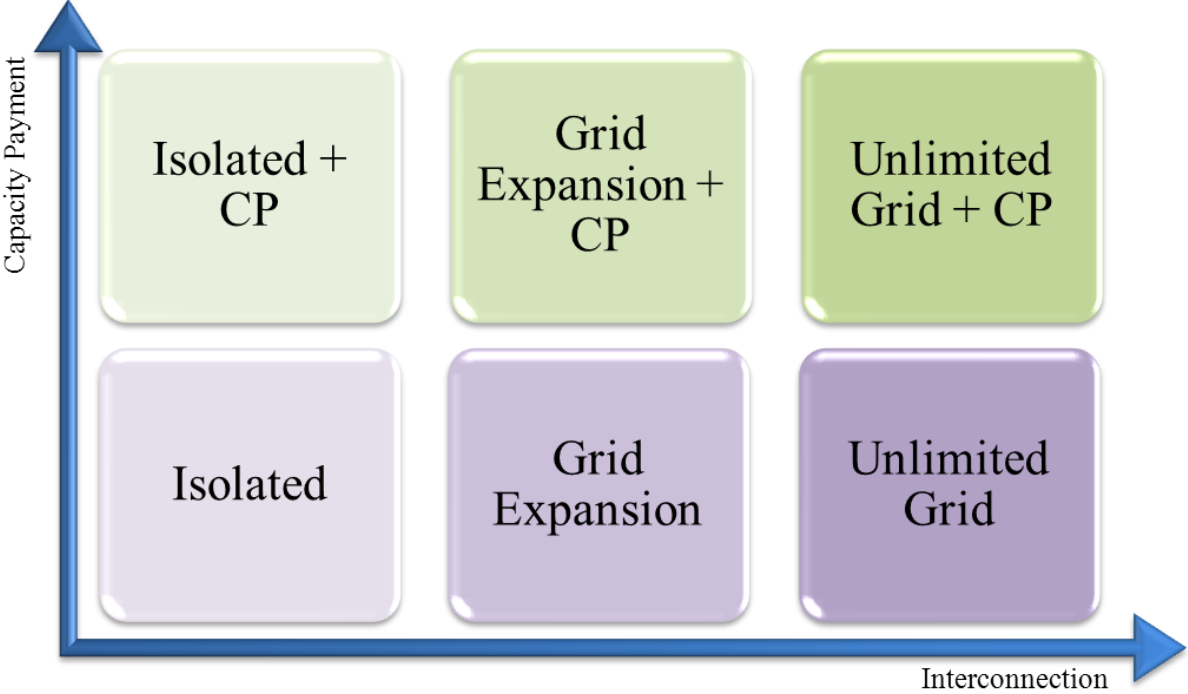 Capacity Payment
Isolated +
CP
Grid
Expansion +
CP
Unlimited
Grid + CP
Isolated
Grid
Expansion
Unlimited
Grid
Interconnection